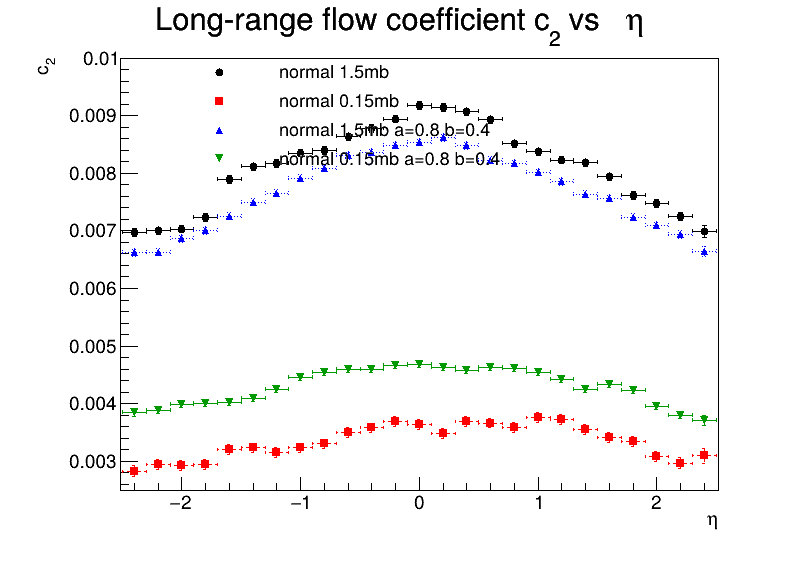 Long-range flow coefficient c₂ vs η
c₂
0.01
normal 1.5mb
0.009
normal 0.15mb
normal 1.5mb a=0.8 b=0.4
0.008
normal 0.15mb a=0.8 b=0.4
0.007
0.006
0.005
0.004
0.003
−2 −1 0 1 2
η